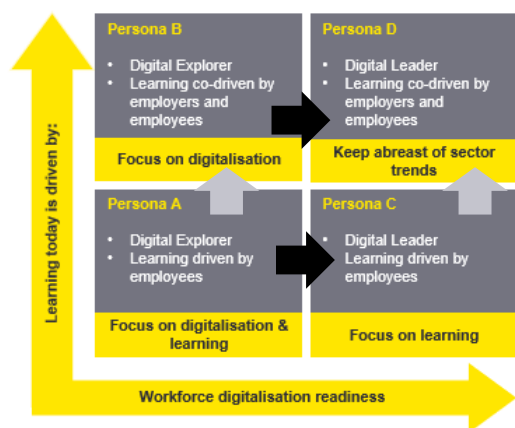 Learning today is driven by:
Persona B
• Digital Explorer
• Learning co-driven by
employers and
employees
Focus on digitalisation
Persona D
• Digital Leader
• Learning co-driven by
employers and
employees
Keep abreast of sector
trends
Persona A
• Digital Explorer
• Learning driven by
employees
Focus on digitalisation &
learning
Persona C
• Digital Leader
• Learning driven by
employees
Focus on learning
Workforce digitalisation readiness